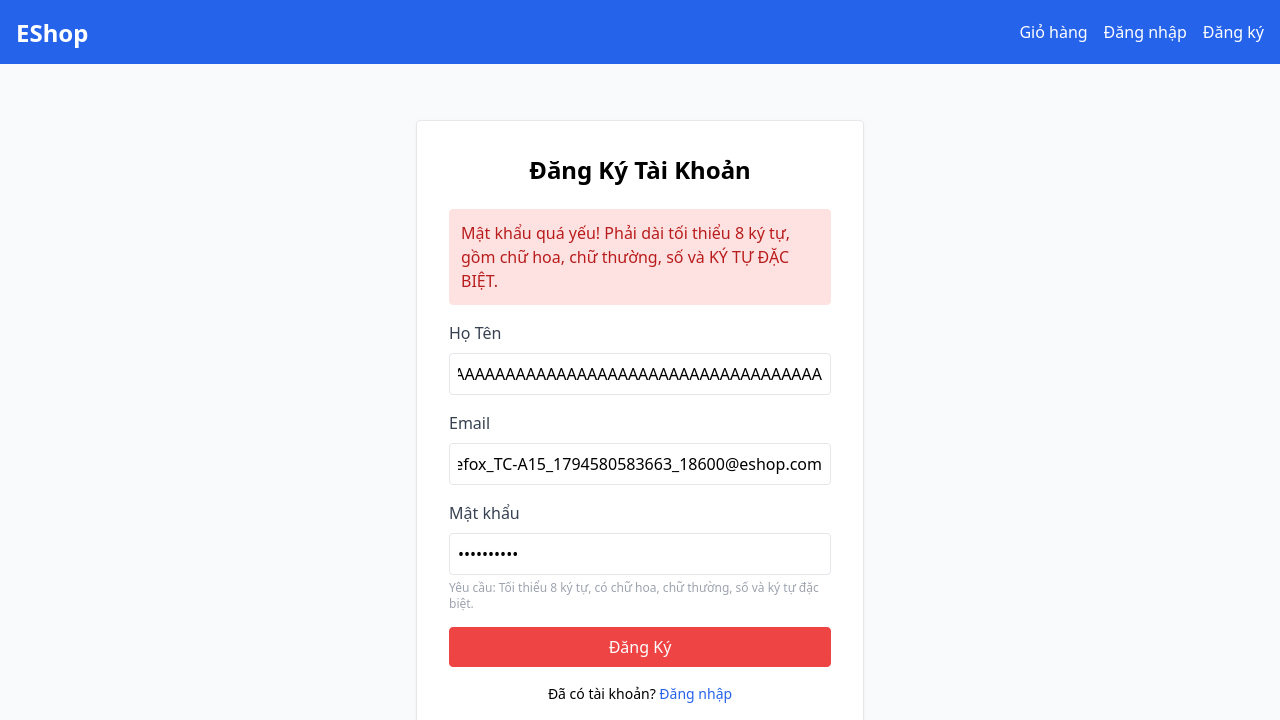 EShop
Giỏ hàng Đăng nhập Đăng ký
Đăng Ký Tài Khoản
Mật khẩu quá yếu! Phải dài tối thiểu 8 ký tự,
gồm chữ hoa, chữ thường, số và KÝ TỰ ĐẶC
BIỆT.
Họ Tên
AAAAAAAAAAAAAAAAAAAAAAAAAAAAAAAAAAAA
Email
efox_TC-A15_1794580583663_18600@eshop.com
Mật khẩu
••••••••••
Yêu cầu: Tối thiểu 8 ký tự, có chữ hoa, chữ thường, số và ký tự đặc
biệt.
Đăng Ký
Đã có tài khoản? Đăng nhập